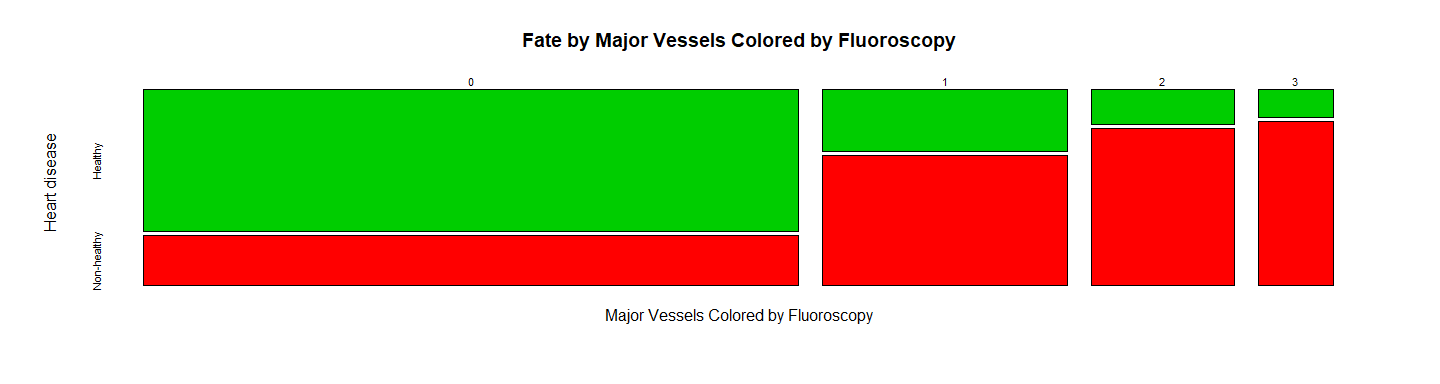 Fate by Major Vessels Colored by Fluoroscopy
0 1 2 3
Heart disease
Healthy
Non-healthy
Major Vessels Colored by Fluoroscopy